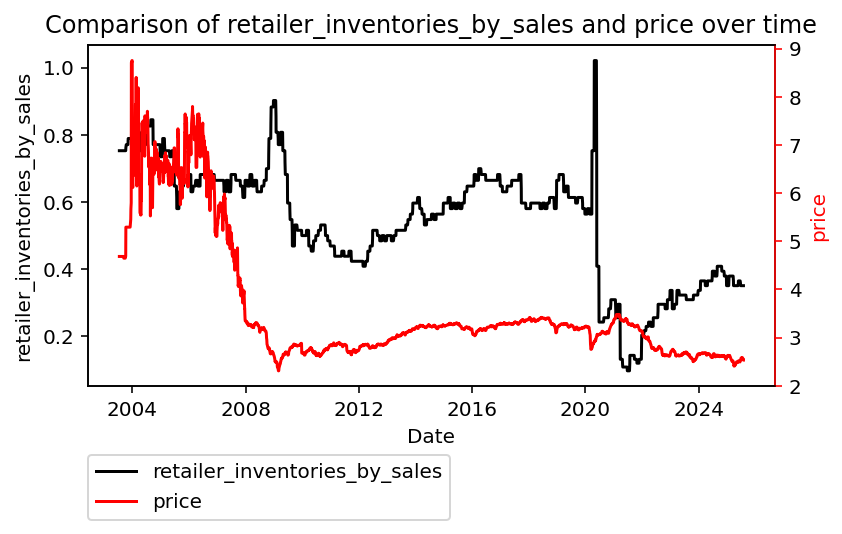 Comparison of retailer_inventories_by_sales and price over time
retailer_inventories_by_sales
1.0
0.8
0.6
0.4
0.2
9
8
7
6
5
4
3
2
price
2004 2008 2012 2016 2020 2024
Date
retailer_inventories_by_sales
price